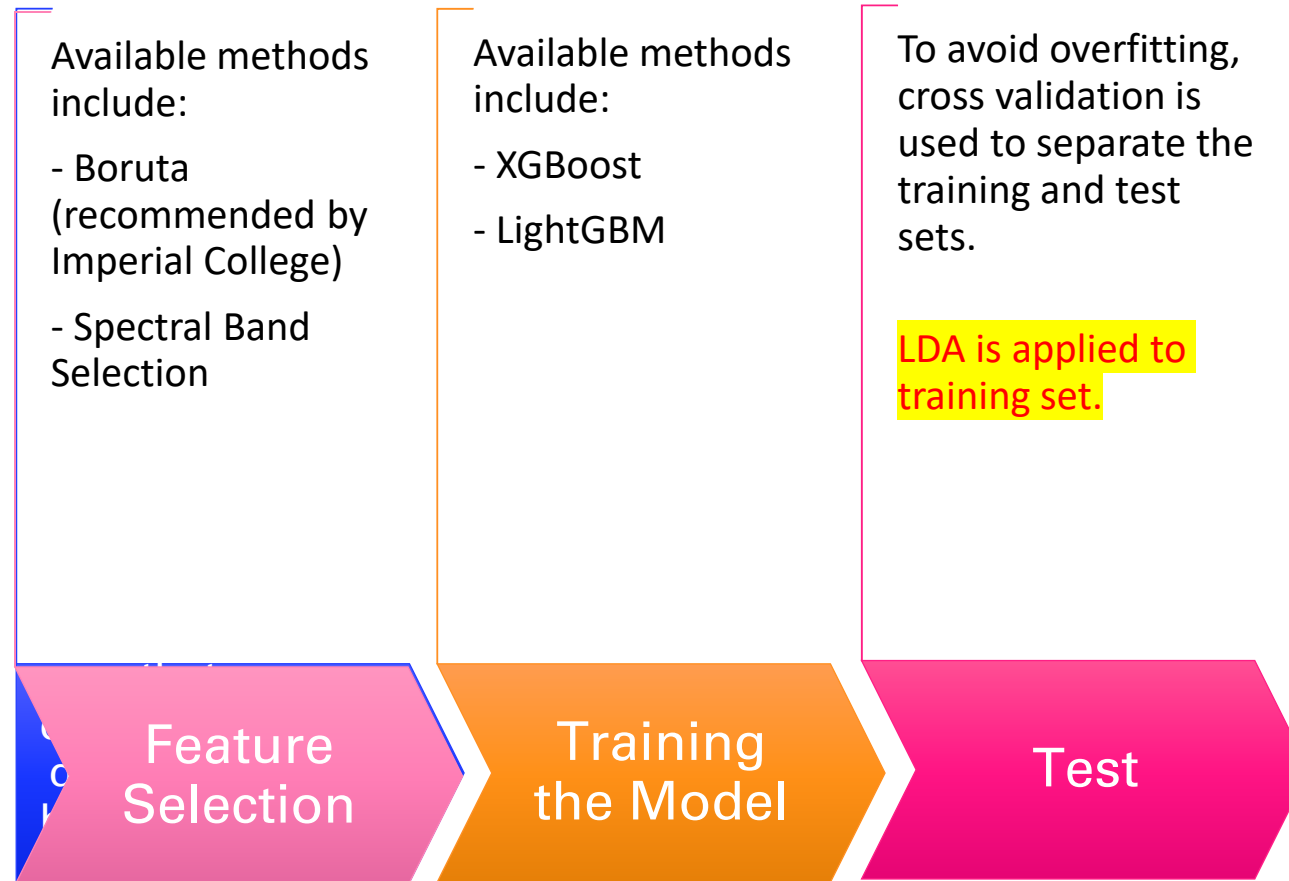 Available methods
include:
- Boruta
(recommended by
Imperial College)
- Spectral Band
Selection
Available methods
include:
- XGBoost
- LightGBM
To avoid overfitting,
cross validation is
used to separate the
training and test
sets.
LDA is applied to
training set.
Feature
Selection
Training
the Model
Test